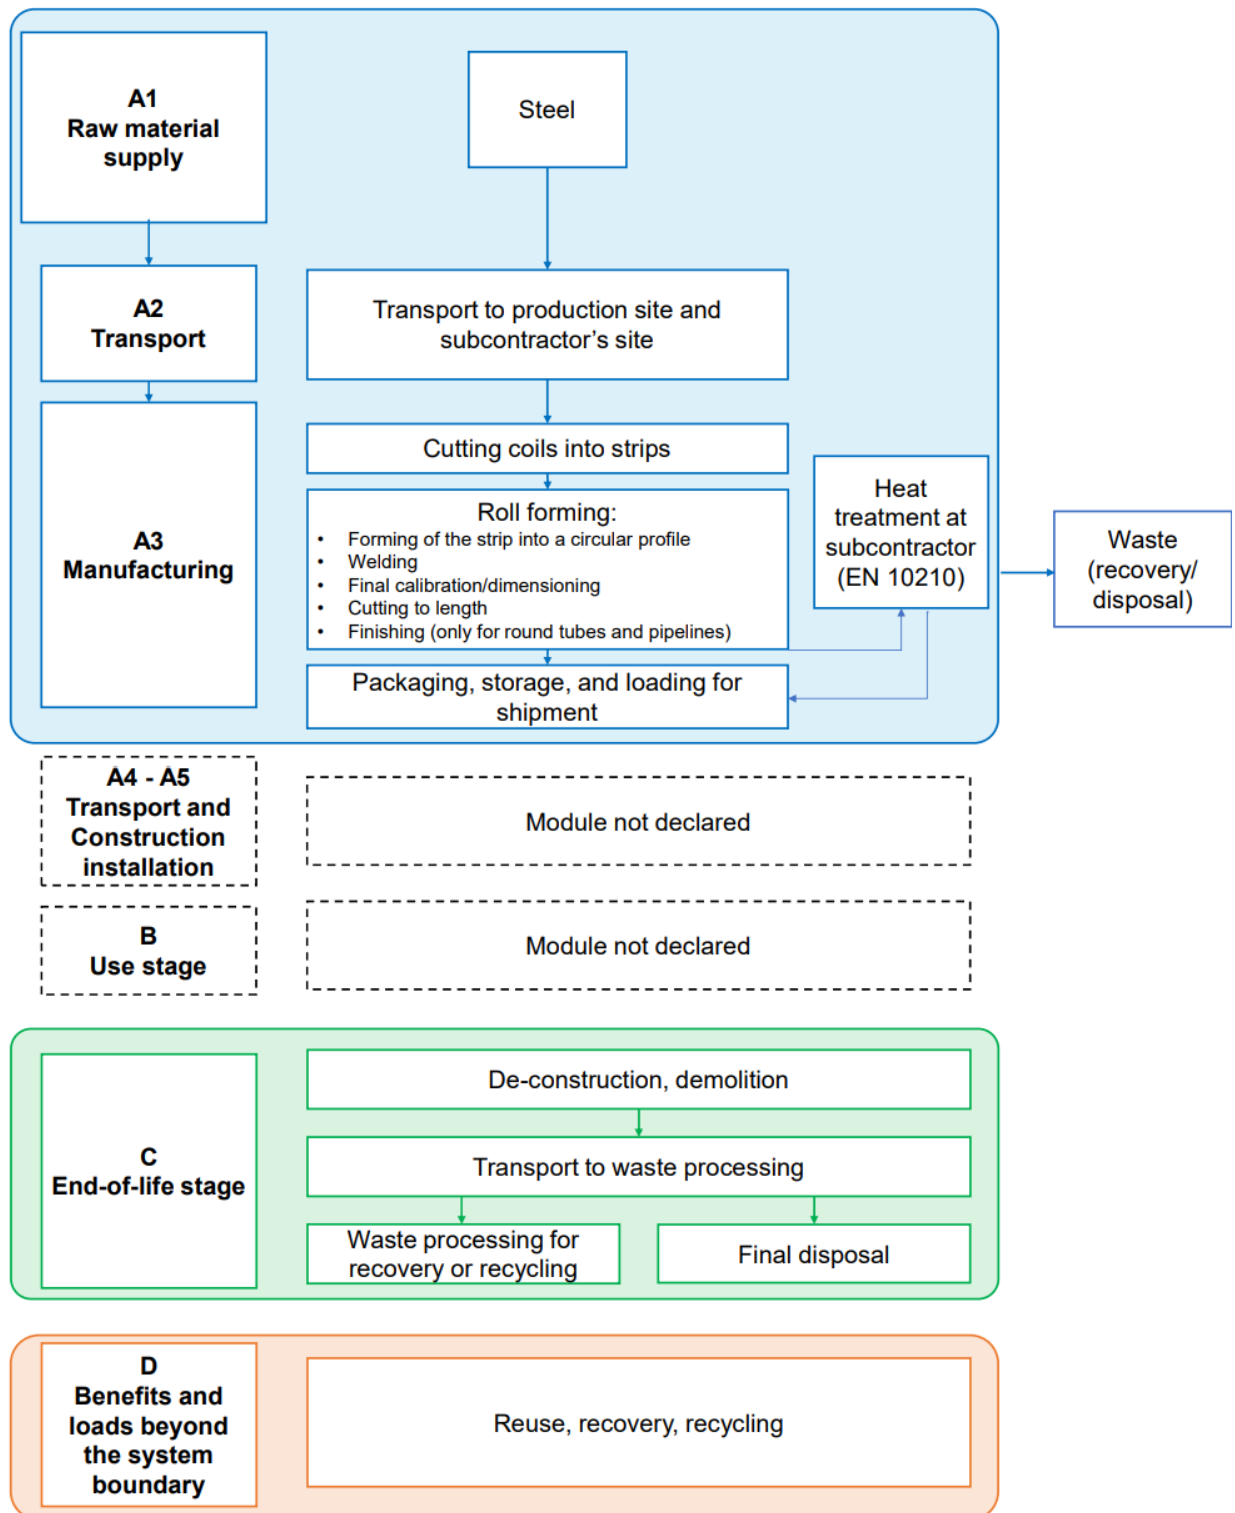 A1
Raw material
supply
Steel
A2
Transport
Transport to production site and
subcontractor's site
A3
Manufacturing
Cutting coils into strips
Roll forming:
• Forming of the strip into a circular profile
• Welding
• Final calibration/dimensioning
• Cutting to length
• Finishing (only for round tubes and pipelines)
Heat
treatment at
subcontractor
(EN 10210)
Waste
(recovery/
disposal)
Packaging, storage, and loading for
shipment
A4 - A5
Transport and
Construction
installation
Module not declared
B
Use stage
Module not declared
C
End-of-life stage
De-construction, demolition
Transport to waste processing
Waste processing for
recovery or recycling
Final disposal
D
Benefits and
loads beyond
the system
boundary
Reuse, recovery, recycling